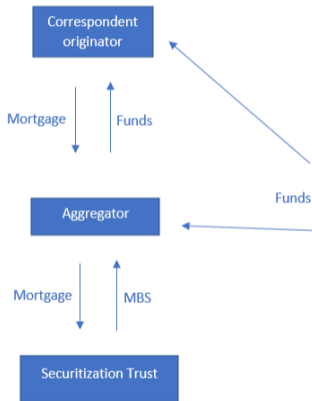 Correspondent
originator
Mortgage
Funds
Funds
Aggregator
Mortgage
MBS
Securitization Trust